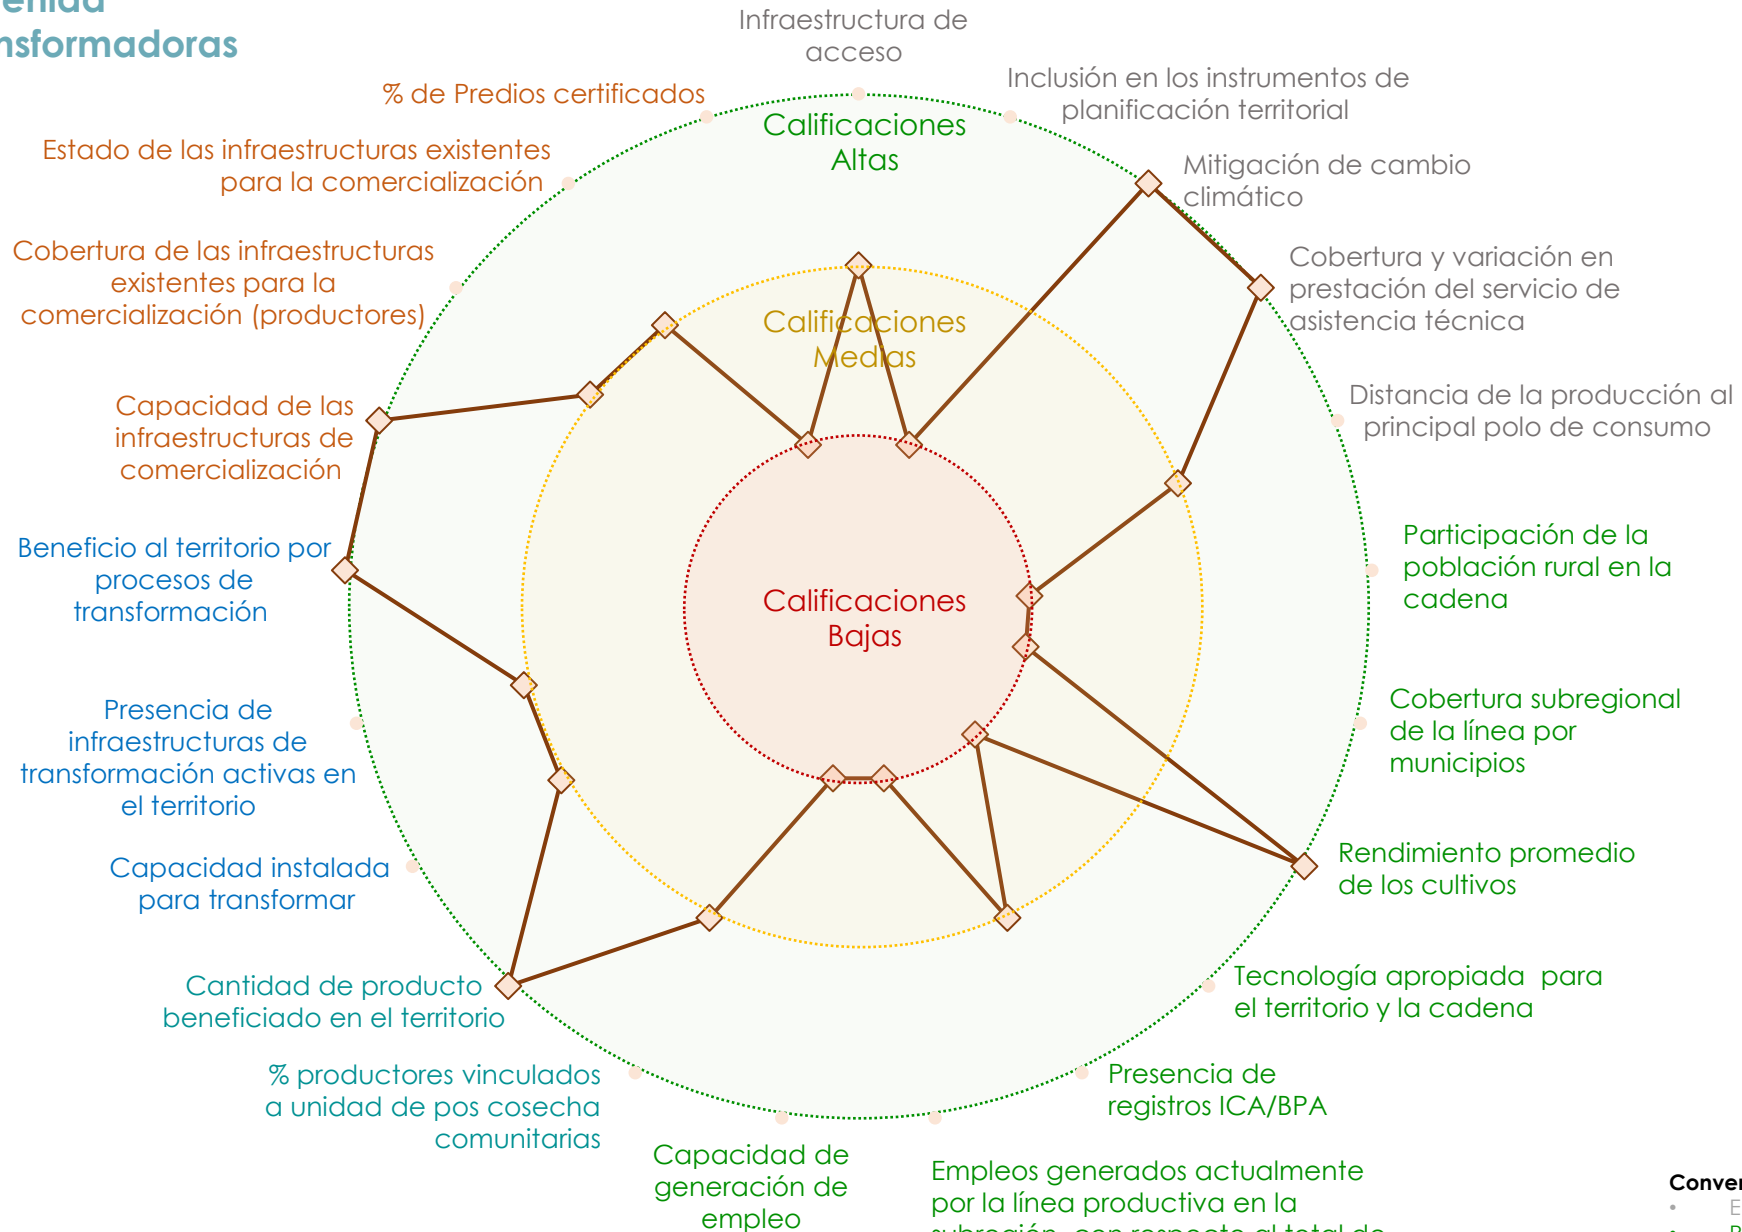 nsformadoras
Infraestructura de
acceso
Inclusión en los instrumentos de
planificación territorial
Mitigación de cambio
climático
Cobertura y variación en
prestación del servicio de
asistencia técnica
Distancia de la producción al
principal polo de consumo
Participación de la
población rural en la
cadena
Cobertura subregional
de la línea por
municipios
Rendimiento promedio
de los cultivos
Tecnología apropiada  para
el territorio y la cadena
Presencia de
registros ICA/BPA
Empleos generados actualmente
por la línea productiva en la
subregión, con respecto al total de
Capacidad de
generación de
empleo
% productores vinculados
a unidad de pos cosecha
comunitarias
Cantidad de producto
beneficiado en el territorio
Capacidad instalada
para transformar
Presencia de
infraestructuras de
transformación activas en
el territorio
Beneficio al territorio por
procesos de
transformación
Capacidad de las
infraestructuras de
comercialización
Cobertura de las infraestructuras
existentes para la
comercialización (productores)
Estado de las infraestructuras existentes
para la comercialización
% de Predios certificados
Calificaciones
Altas
Calificaciones
Medias
Calificaciones
Bajas
Conver